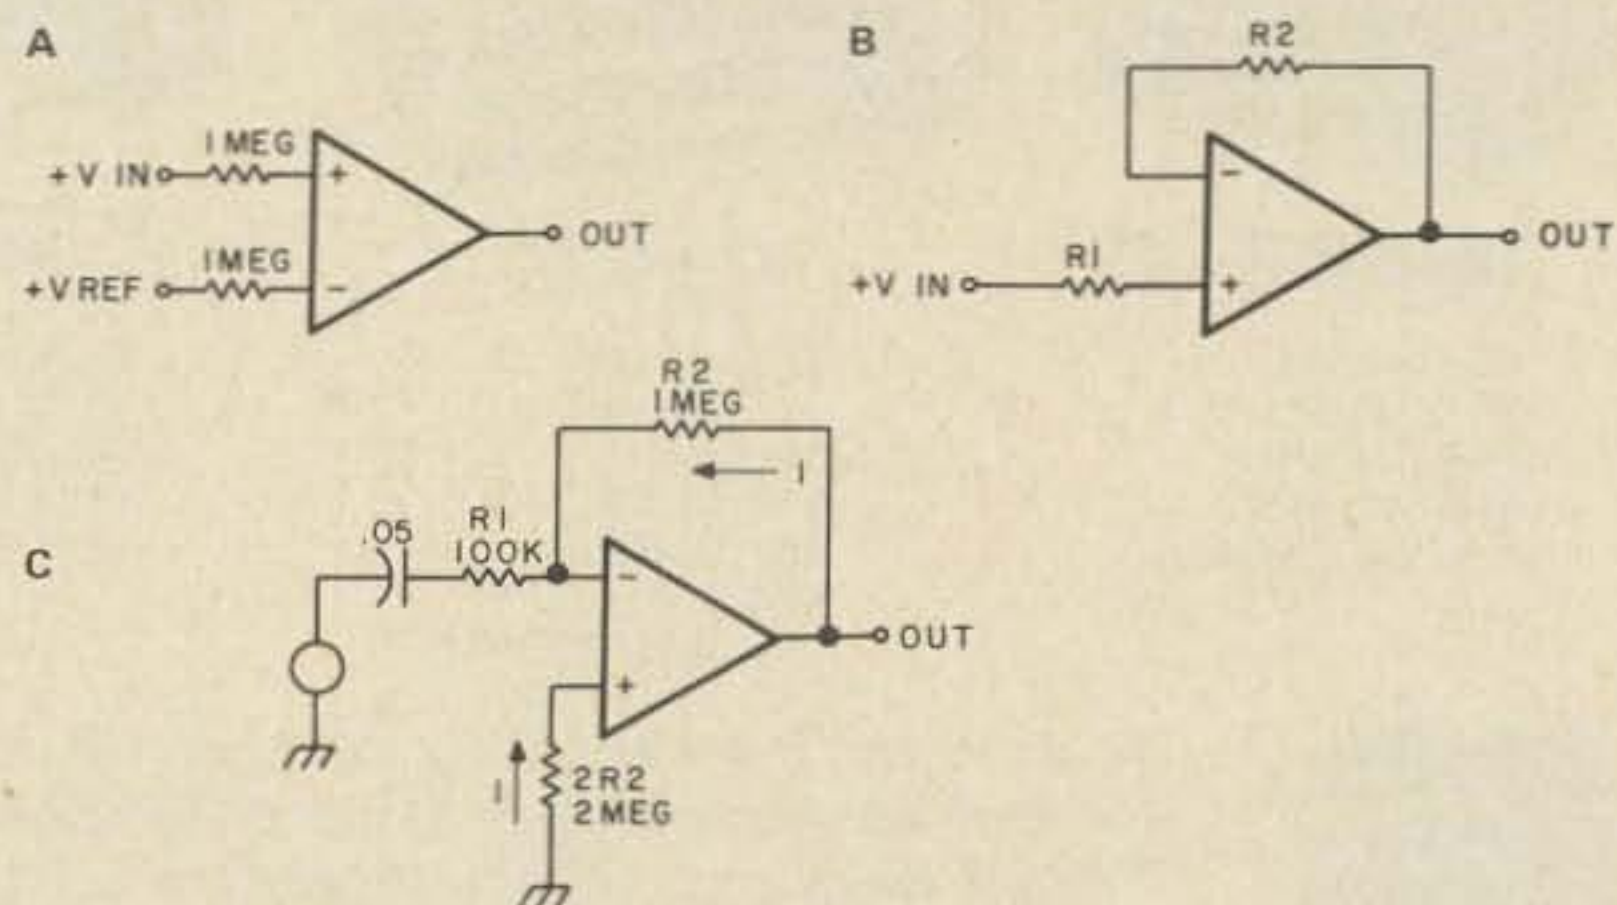 A
1 MEG
+V IN
+
OUT
1MEG
+V REF
-
B
R2
-
OUT
R1
+V IN
+
C
R2
1MEG
I
.05
R1
100K
-
OUT
+
I
2R2
2MEG